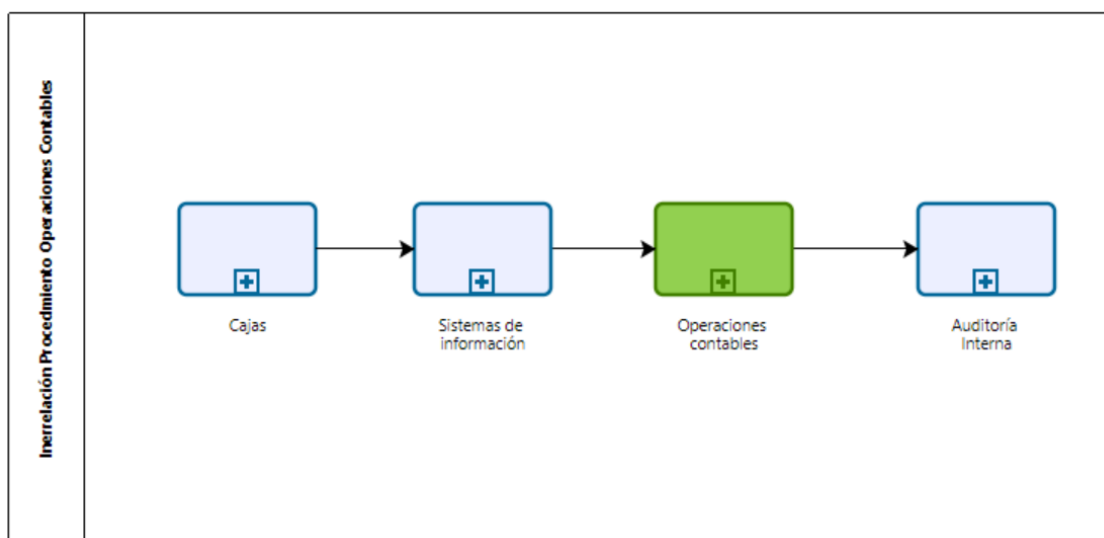 Inerrelación Procedmiento Operaciones Contables
Cajas
Sistemas de
información
Operaciones
contables
Auditoría
Interna